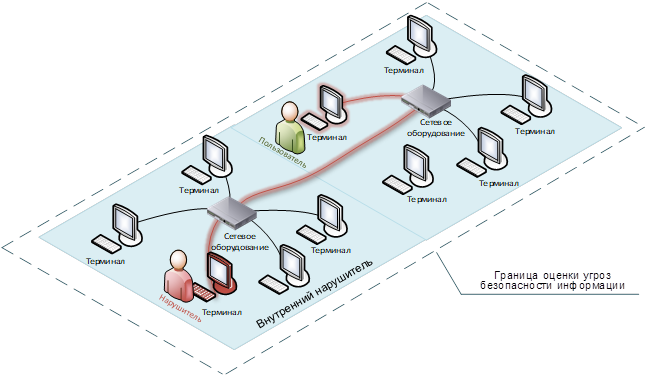 Терминал
Терминал
Терминал
Сетевое
оборудование
Пользователь
Терминал
Терминал
Терминал
Терминал
Терминал
Сетевое
оборудование
Терминал
Терминал
Нарушитель
Терминал
Внутренний нарушитель
Граница оценки угроз
безопасности информации